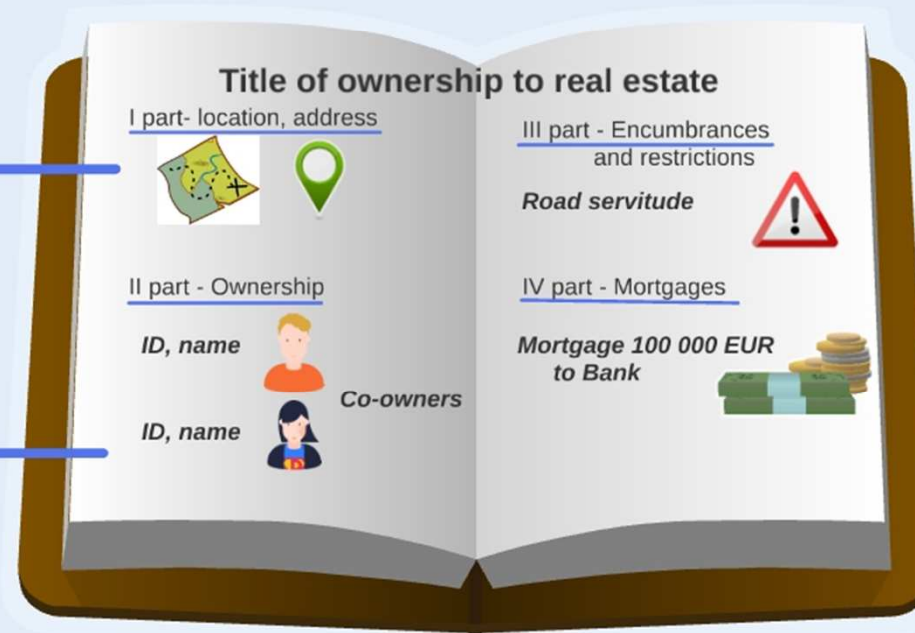 Title of ownership to real estate
I part- location, address
II part - Ownership
ID, name
Co-owners
ID, name
III part - Encumbrances
and restrictions
Road servitude
IV part - Mortgages
Mortgage 100 000 EUR
to Bank